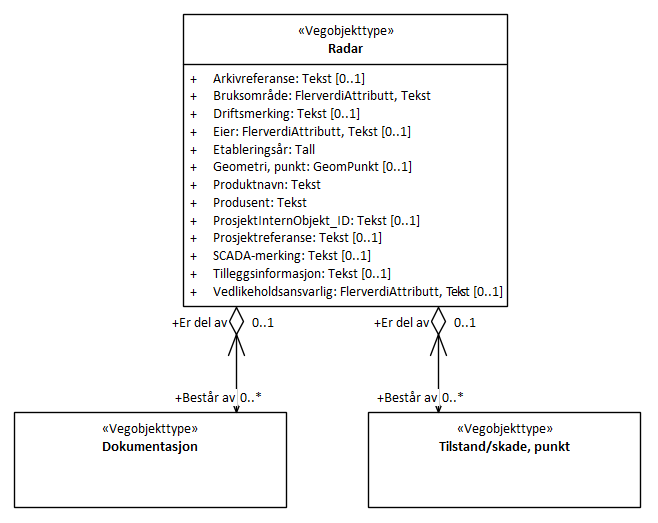 «Vegobjekttype»
Radar
+ Arkivreferanse: Tekst [0..1]
+ Bruksområde: FlerverdiAttributt, Tekst
+ Driftsmerking: Tekst [0..1]
+ Eier: FlerverdiAttributt, Tekst [0..1]
+ Etableringsår: Tall
+ Geometri, punkt: GeomPunkt [0..1]
+ Produktnavn: Tekst
+ Produsent: Tekst
+ ProsjektInternObjekt_ID: Tekst [0..1]
+ Prosjektreferanse: Tekst [0..1]
+ SCADA-merking: Tekst [0..1]
+ Tilleggsinformasjon: Tekst [0..1]
+ Vedlikeholdsansvarlig: FlerverdiAttributt, Tekst [0..1]
+Er del av 0..1 +Er del av 0..1
+Består av 0..* +Består av 0..*
«Vegobjekttype»
Dokumentasjon
«Vegobjekttype»
Tilstand/skade, punkt